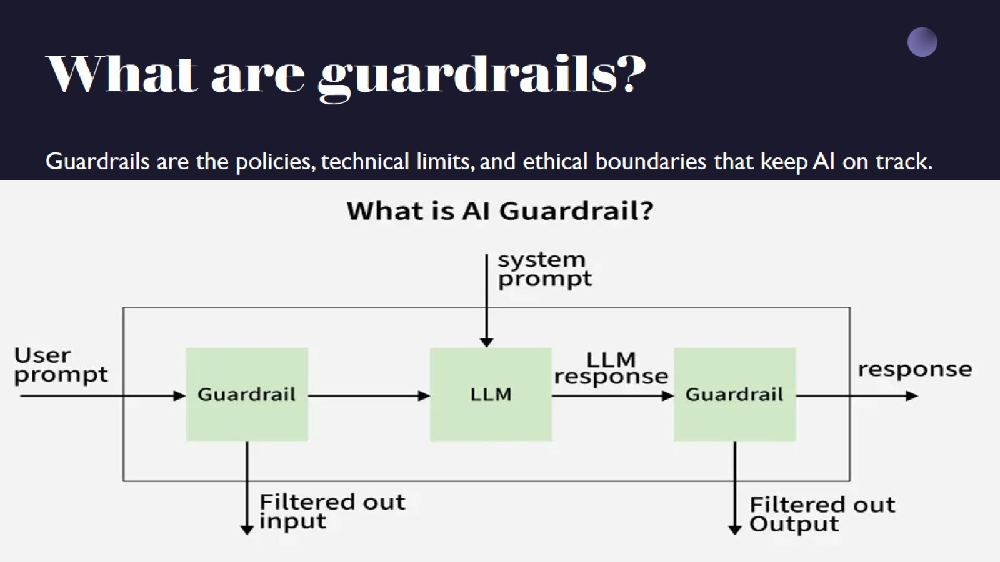 What are guardrails?
Guardrails are the policies, technical limits, and ethical boundaries that keep AI on track.
What is AI Guardrail?
system
prompt
User
prompt
Guardrail
LLM
LLM
response
Guardrail
response
Filtered out
input
Filtered out
Output